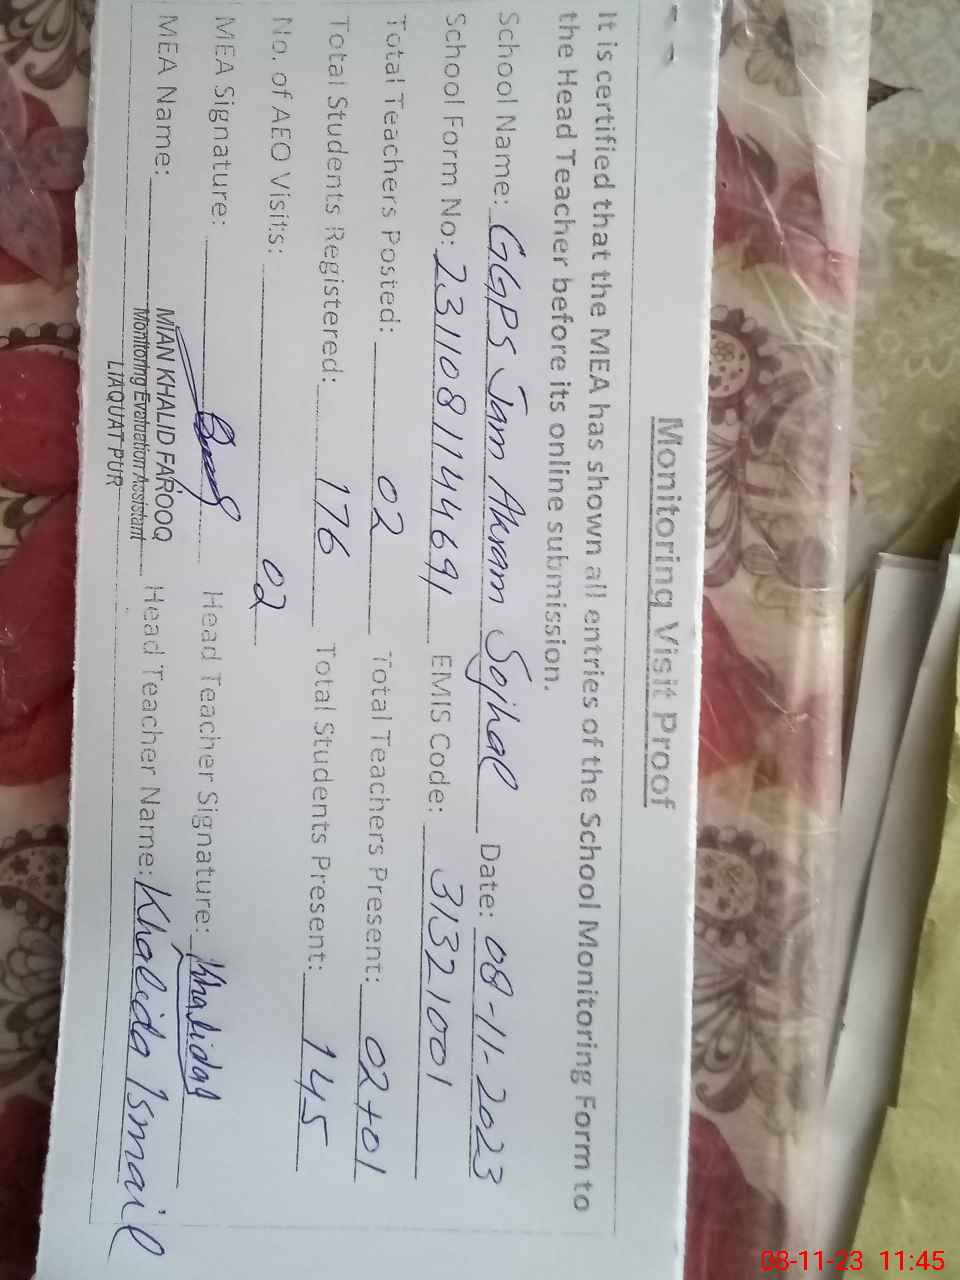 Monitoring Visit Proof
It is certified that the MEA has shown all entries of the School Monitoring Form to
the Head Teacher before its online submission.
School Name: GGPS Jam Akram Sojhal Date: 08-11-2023
School Form No: 2311081144691 EMIS Code: 31321001
Total Teachers Posted: 02 Total Teachers Present: 02+01
Total Students Registered: 176 Total Students Present: 145
No. of AEO Visits: 02
MEA Signature: Head Teacher Signature: Khalida
MEA Name: MIAN KHALID FAROOQ Head Teacher Name: Khalida Ismail
Monitoring Evaluation Assistant
LIAQUAT PUR
08-11-23 11:45